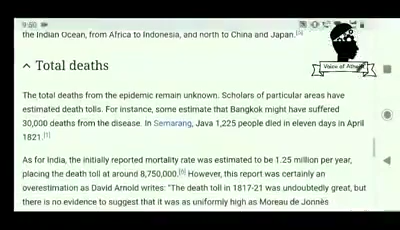 9:50
the Indian Ocean, from Africa to Indonesia, and north to China and Japan.[5]
Voice of Atheist
Total deaths
The total deaths from the epidemic remain unknown. Scholars of particular areas have
estimated death tolls. For instance, some estimate that Bangkok might have suffered
30,000 deaths from the disease. In Semarang, Java 1,225 people died in eleven days in April
1821.[1]
As for India, the initially reported mortality rate was estimated to be 1.25 million per year,
placing the death toll at around 8,750,000.[6] However, this report was certainly an
overestimation as David Arnold writes: "The death toll in 1817-21 was undoubtedly great, but
there is no evidence to suggest that it was as uniformly high as Moreau de Jonnès